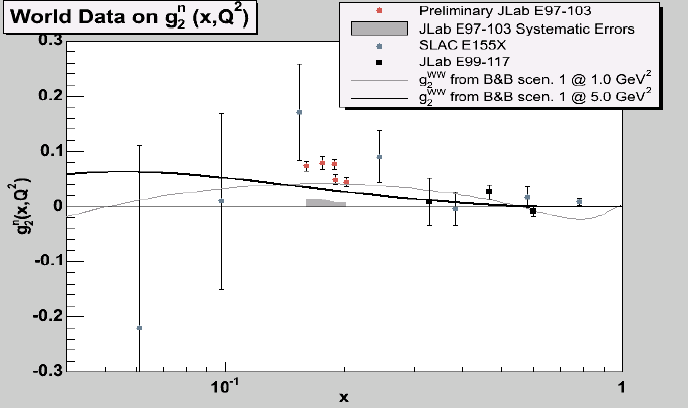 World Data on g₂ⁿ (x,Q²)
Preliminary JLab E97-103
JLab E97-103 Systematic Errors
SLAC E155X
JLab E99-117
g₂ᵂᵂ from B&B scen. 1 @ 1.0 GeV²
g₂ᵂᵂ from B&B scen. 1 @ 5.0 GeV²
g₂ⁿ(x,Q²)
0.3
0.2
0.1
0
-0.1
-0.2
-0.3
10⁻¹
1
x